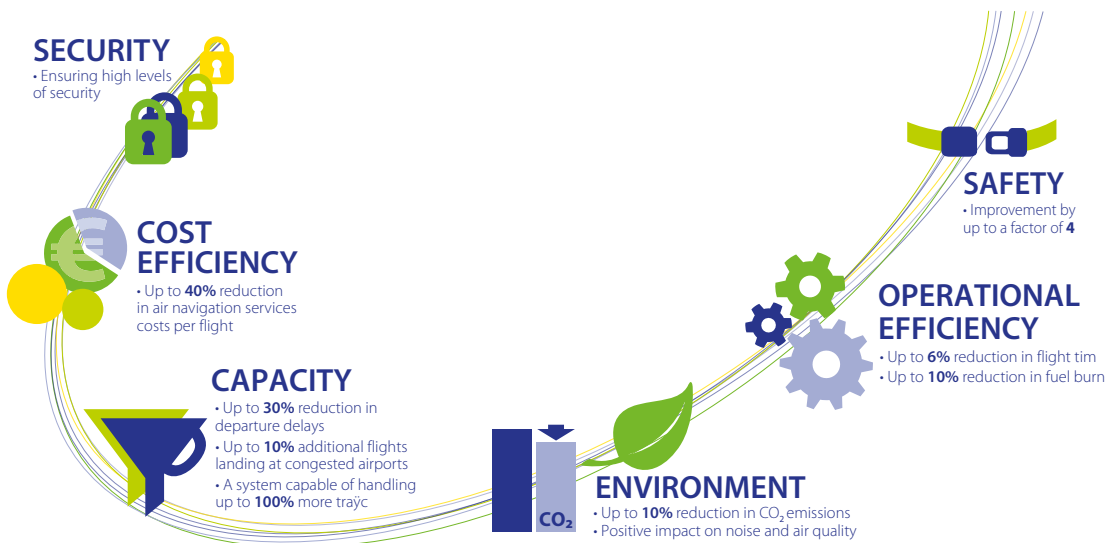 SECURITY
• Ensuring high levels
of security
COST
EFFICIENCY
• Up to 40% reduction
in air navigation services
costs per flight
CAPACITY
• Up to 30% reduction in
departure delays
• Up to 10% additional flights
landing at congested airports
• A system capable of handling
up to 100% more traÿc
CO₂
ENVIRONMENT
• Up to 10% reduction in CO₂ emissions
• Positive impact on noise and air quality
OPERATIONAL
EFFICIENCY
• Up to 6% reduction in flight tim
• Up to 10% reduction in fuel burn
SAFETY
• Improvement by
up to a factor of 4
€